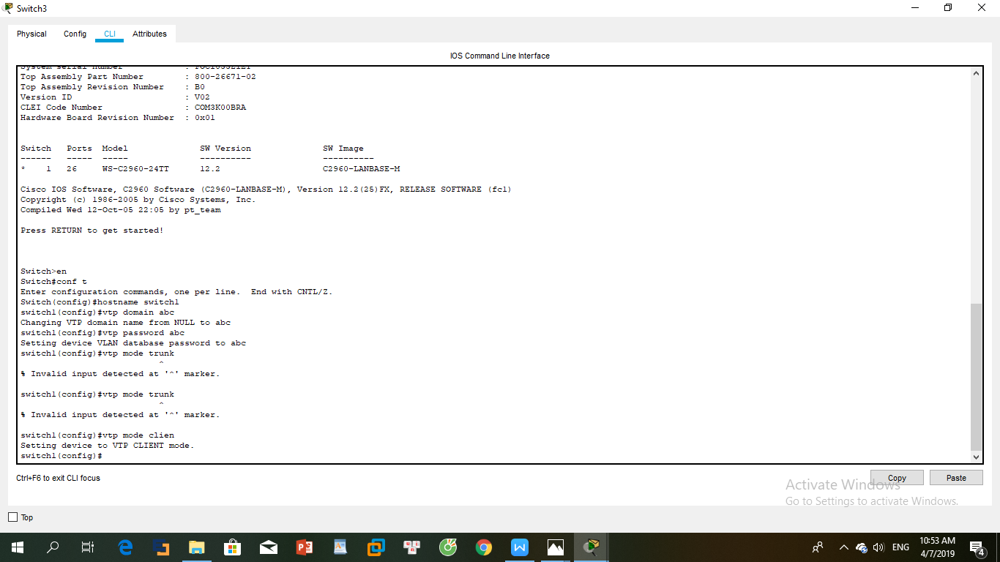 Switch3
Physical Config CLI Attributes
IOS Command Line Interface
Top Assembly Part Number : 800-26671-02
Top Assembly Revision Number : B0
Version ID : V02
CLEI Code Number : COM3K00BRA
Hardware Board Revision Number : 0x01
Switch Ports Model SW Version SW Image
------ ----- ----- ---------- ----------
* 1 26 WS-C2960-24TT 12.2 C2960-LANBASE-M
Cisco IOS Software, C2960 Software (C2960-LANBASE-M), Version 12.2(25)FX, RELEASE SOFTWARE (fc1)
Copyright (c) 1986-2005 by Cisco Systems, Inc.
Compiled Wed 12-Oct-05 22:05 by pt_team
Press RETURN to get started!
Switch>en
Switch#conf t
Enter configuration commands, one per line. End with CNTL/Z.
Switch(config)#hostname switch1
switch1(config)#vtp domain abc
Changing VTP domain name from NULL to abc
switch1(config)#vtp password abc
Setting device VLAN database password to abc
switch1(config)#vtp mode trunk
^
% Invalid input detected at '^' marker.
switch1(config)#vtp mode trunk
^
% Invalid input detected at '^' marker.
switch1(config)#vtp mode clien
Setting device to VTP CLIENT mode.
switch1(config)#
Ctrl+F6 to exit CLI focus
Copy Paste
Activate Windows
Go to Settings to activate Windows.
Top
ENG
10:53 AM
4/7/2019
4